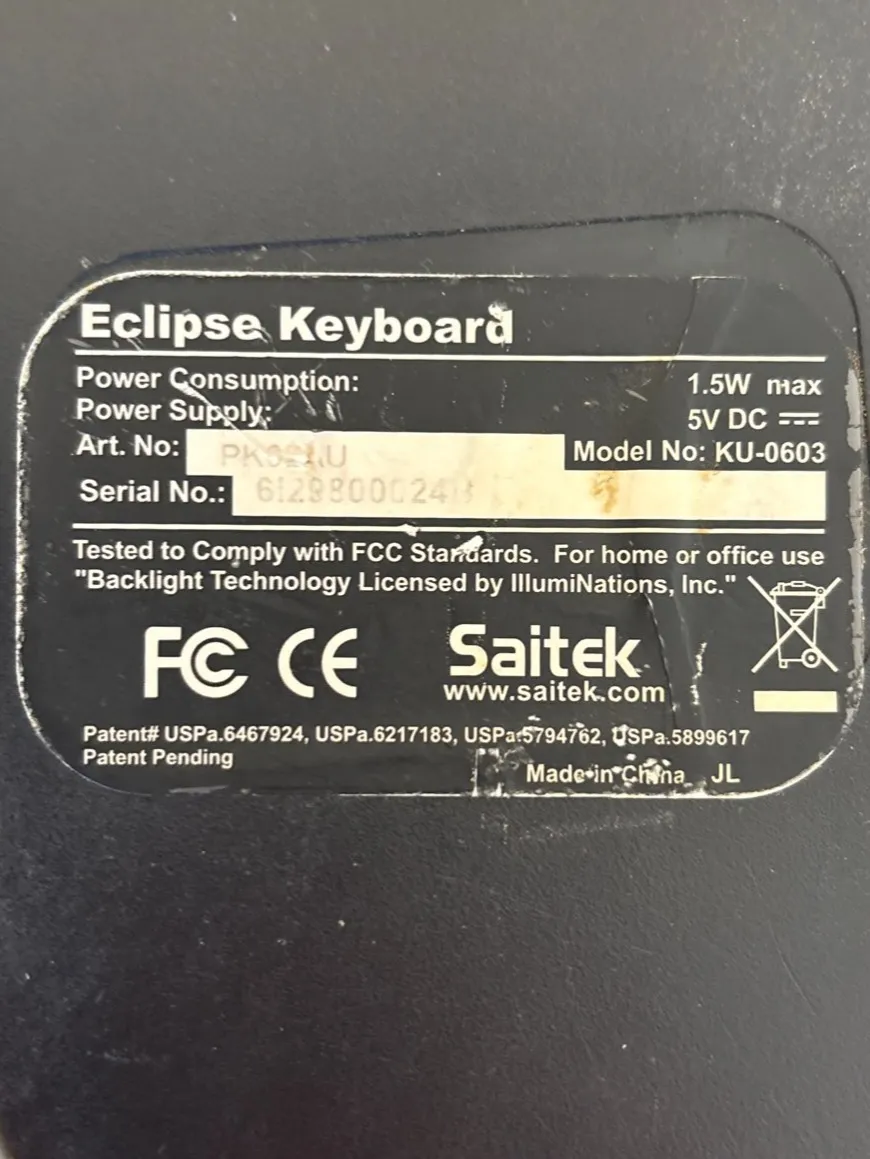 Eclipse Keyboard
Power Consumption: 1.5W max
Power Supply: 5V DC
Art. No: Model No: KU-0603
Serial No.:
Tested to Comply with FCC Standards. For home or office use
"Backlight Technology Licensed by IllumiNations, Inc."
FC CE Saitek
www.saitek.com
Patent# USPa.6467924, USPa.6217183, USPa.5794762, USPa.5899617
Patent Pending
Made in China JL